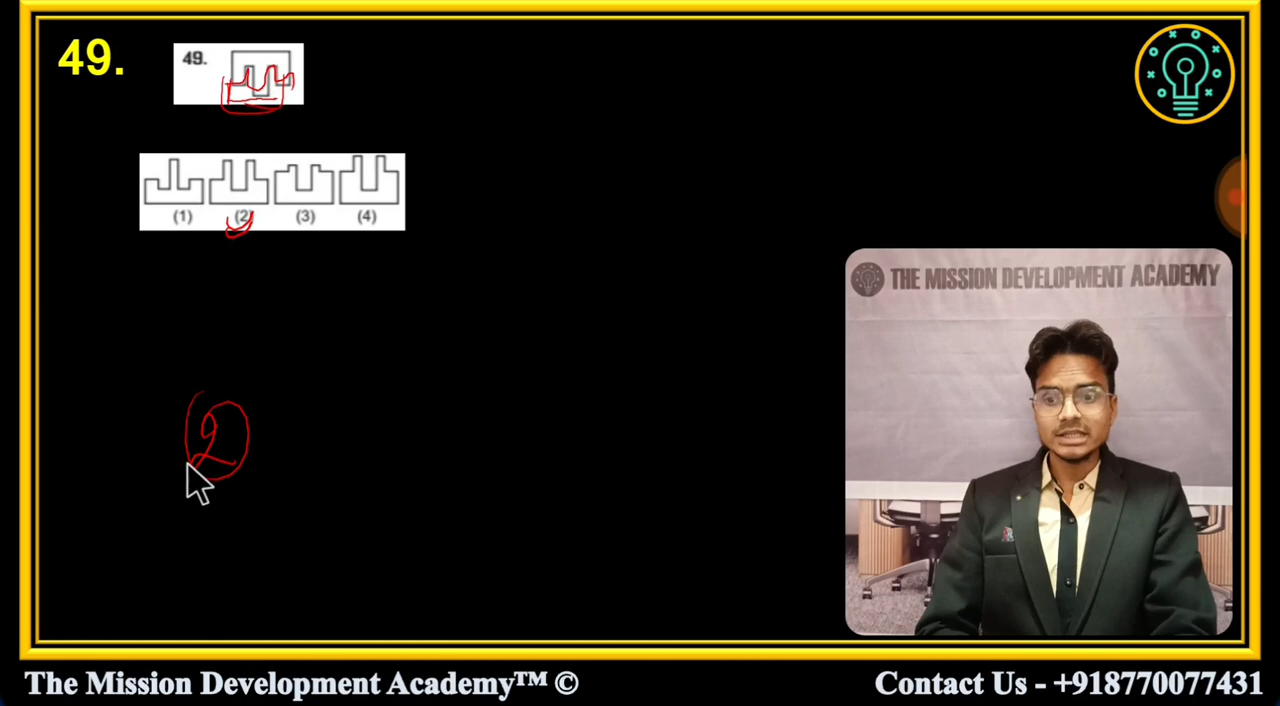 49.
49.
(1) (2) (3) (4)
2
THE MISSION DEVELOPMENT ACADEMY
The Mission Development Academy™ © Contact Us - +918770077431